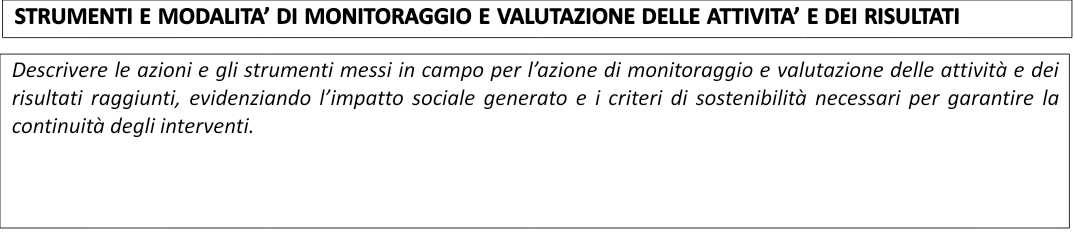 STRUMENTI E MODALITA’ DI MONITORAGGIO E VALUTAZIONE DELLE ATTIVITA’ E DEI RISULTATI
Descrivere le azioni e gli strumenti messi in campo per l’azione di monitoraggio e valutazione delle attività e dei
risultati raggiunti, evidenziando l’impatto sociale generato e i criteri di sostenibilità necessari per garantire la
continuità degli interventi.